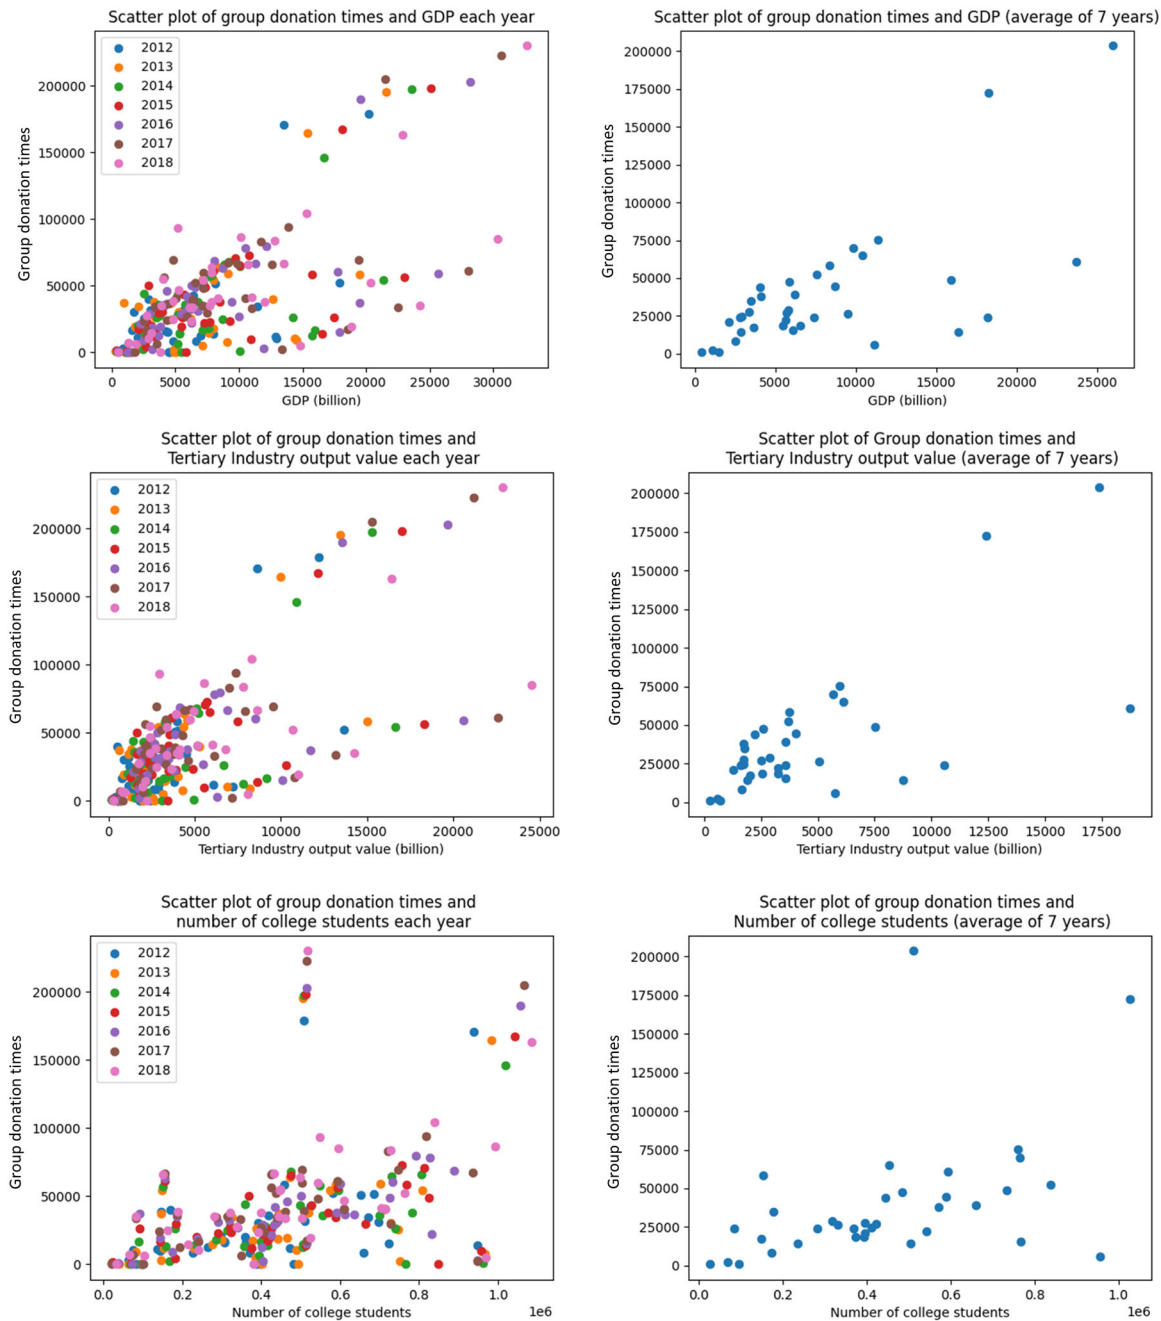 Scatter plot of group donation times and GDP each year
Group donation times
200000
150000
100000
50000
0
2012
2013
2014
2015
2016
2017
2018
0 5000 10000 15000 20000 25000 30000
GDP (billion)
Scatter plot of group donation times and GDP (average of 7 years)
Group donation times
200000
175000
150000
125000
100000
75000
50000
25000
0
0 5000 10000 15000 20000 25000
GDP (billion)
Scatter plot of group donation times and
Tertiary Industry output value each year
Group donation times
200000
150000
100000
50000
0
2012
2013
2014
2015
2016
2017
2018
0 5000 10000 15000 20000 25000
Tertiary Industry output value (billion)
Scatter plot of Group donation times and
Tertiary Industry output value (average of 7 years)
Group donation times
200000
175000
150000
125000
100000
75000
50000
25000
0
0 2500 5000 7500 10000 12500 15000 17500
Tertiary Industry output value (billion)
Scatter plot of group donation times and
number of college students each year
Group donation times
200000
150000
100000
50000
0
2012
2013
2014
2015
2016
2017
2018
0.0 0.2 0.4 0.6 0.8 1.0
1e6
Number of college students
Scatter plot of group donation times and
Number of college students (average of 7 years)
Group donation times
200000
175000
150000
125000
100000
75000
50000
25000
0
0.0 0.2 0.4 0.6 0.8 1.0
1e6
Number of college students